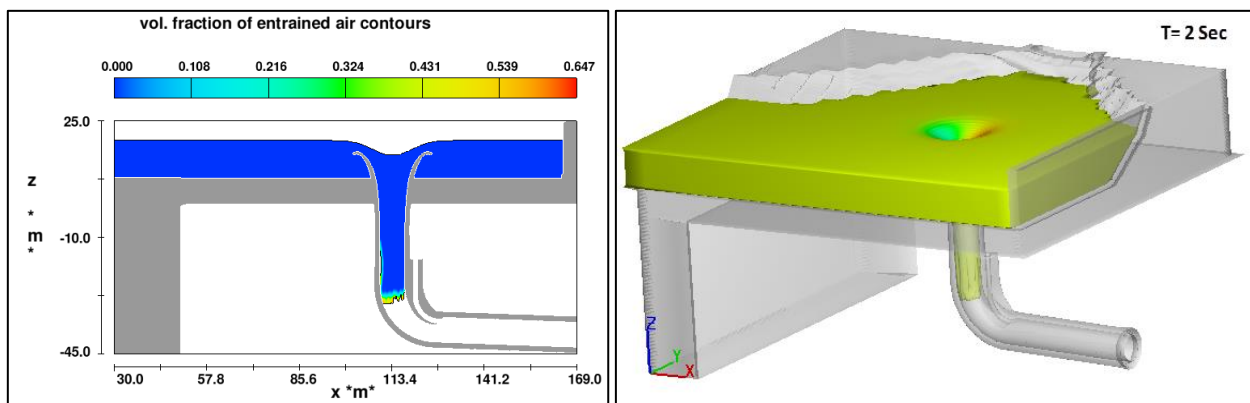 vol. fraction of entrained air contours
0.000 0.108 0.216 0.324 0.431 0.539 0.647
25.0
z
*
m
*
-10.0
-45.0
30.0 57.8 85.6 113.4 141.2 169.0
x *m*
T= 2 Sec
Z
Y
X